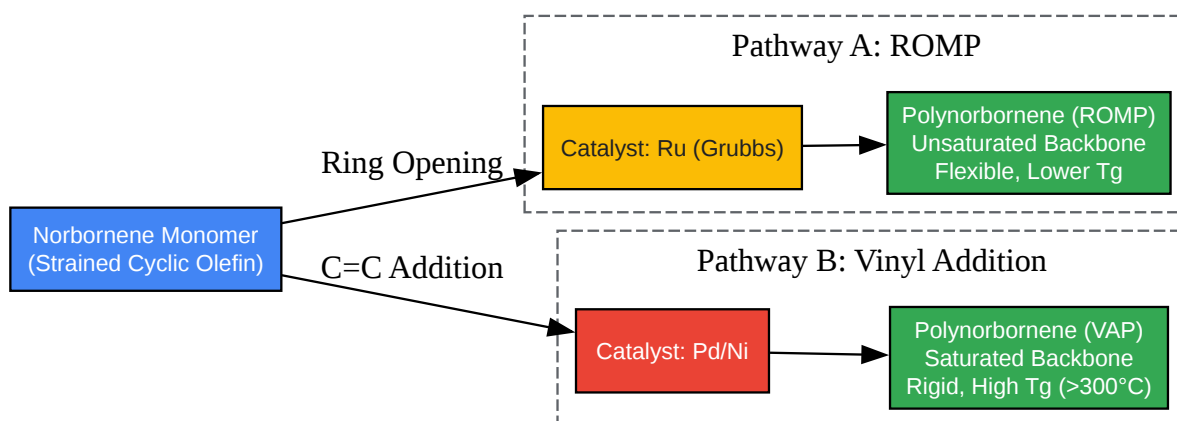 Pathway A: ROMP
Catalyst: Ru (Grubbs)
Polynorbornene (ROMP)
Unsaturated Backbone
Flexible, Lower Tg
Ring Opening
Norbornene Monomer
(Strained Cyclic Olefin)
C=C Addition
Pathway B: Vinyl Addition
Catalyst: Pd/Ni
Polynorbornene (VAP)
Saturated Backbone
Rigid, High Tg (>300°C)